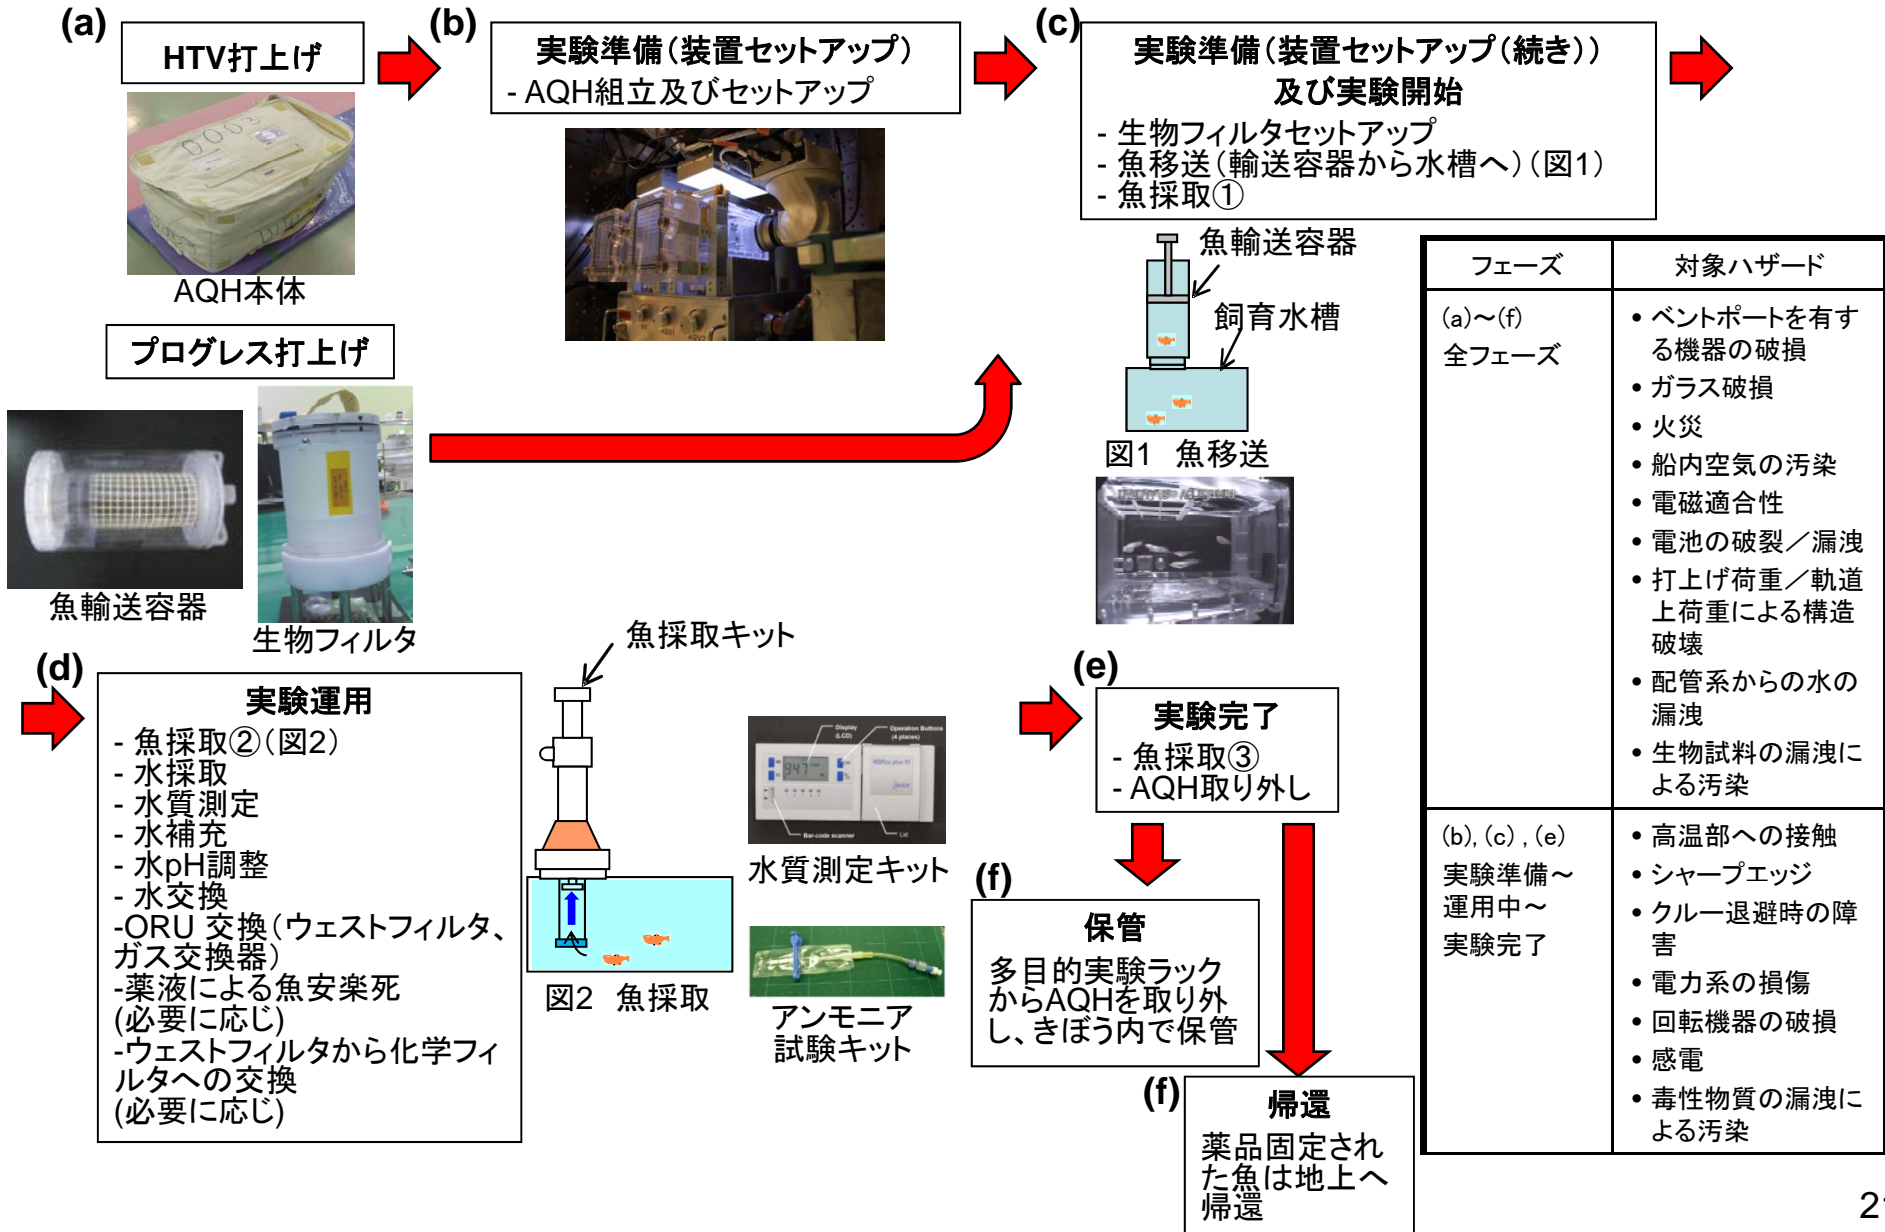 (a)
HTV打上げ
AQH本体
プログレス打上げ
魚輸送容器
生物フィルタ
(b)
実験準備(装置セットアップ)
- AQH組立及びセットアップ
(c)
実験準備(装置セットアップ(続き))
及び実験開始
- 生物フィルタセットアップ
- 魚移送(輸送容器から水槽へ)(図1)
- 魚採取①
魚輸送容器
飼育水槽
図1 魚移送
(d)
実験運用
- 魚採取②(図2)
- 水採取
- 水質測定
- 水補充
- 水pH調整
- 水交換
-ORU 交換(ウェストフィルタ、
ガス交換器)
-薬液による魚安楽死
(必要に応じ)
-ウェストフィルタから化学フィ
ルタへの交換
(必要に応じ)
魚採取キット
図2 魚採取
Display
(LCD)
Operation Buttons
(4 places)
947
Bar-code scanner
Lid
水質測定キット
アンモニア
試験キット
(e)
実験完了
- 魚採取③
- AQH取り外し
(f)
保管
多目的実験ラック
からAQHを取り外
し、きぼう内で保管
(f)
帰還
薬品固定され
た魚は地上へ
帰還
フェーズ
対象ハザード
(a)~(f)
全フェーズ
• ベントポートを有す
る機器の破損
• ガラス破損
• 火災
• 船内空気の汚染
• 電磁適合性
• 電池の破裂/漏洩
• 打上げ荷重/軌道
上荷重による構造
破壊
• 配管系からの水の
漏洩
• 生物試料の漏洩に
よる汚染
(b), (c) , (e)
実験準備~
運用中~
実験完了
• 高温部への接触
• シャープエッジ
• クルー退避時の障
害
• 電力系の損傷
• 回転機器の破損
• 感電
• 毒性物質の漏洩に
よる汚染